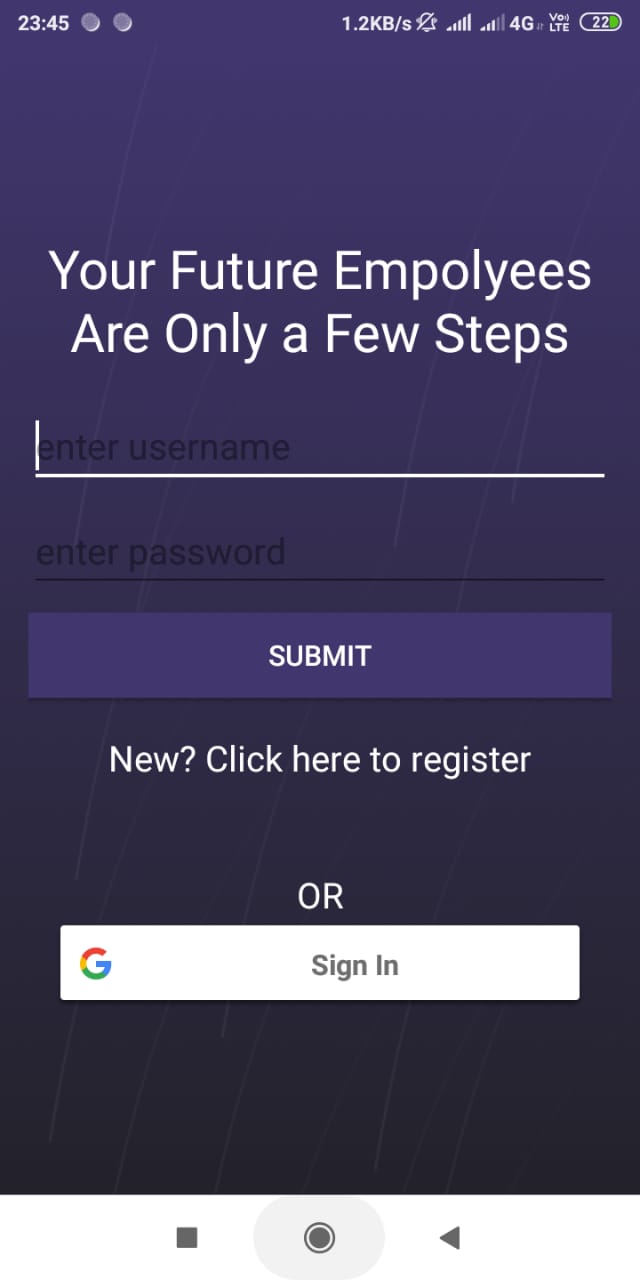 23:45 1.2KB/s 4G Vo)) LTE 22
Your Future Empolyees
Are Only a Few Steps
enter username
enter password
SUBMIT
New? Click here to register
OR
G Sign In